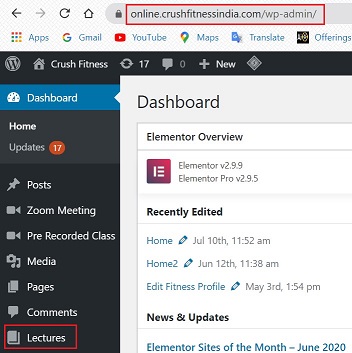 online.crushfitnessindia.com/wp-admin/
Gmail YouTube Maps Translate Offerings
Crush Fitness 17 0 New
Dashboard
Home
Updates 17
Posts
Zoom Meeting
Pre Recorded Class
Media
Pages
Comments
Lectures
Dashboard
Elementor Overview
Elementor v2.9.9
Elementor Pro v2.9.5
Recently Edited
Home Jul 10th, 11:52 am
Home2 Jun 12th, 11:38 am
Edit Fitness Profile May 3rd, 1:54 pm
News & Updates
Elementor Sites of the Month – June 2020